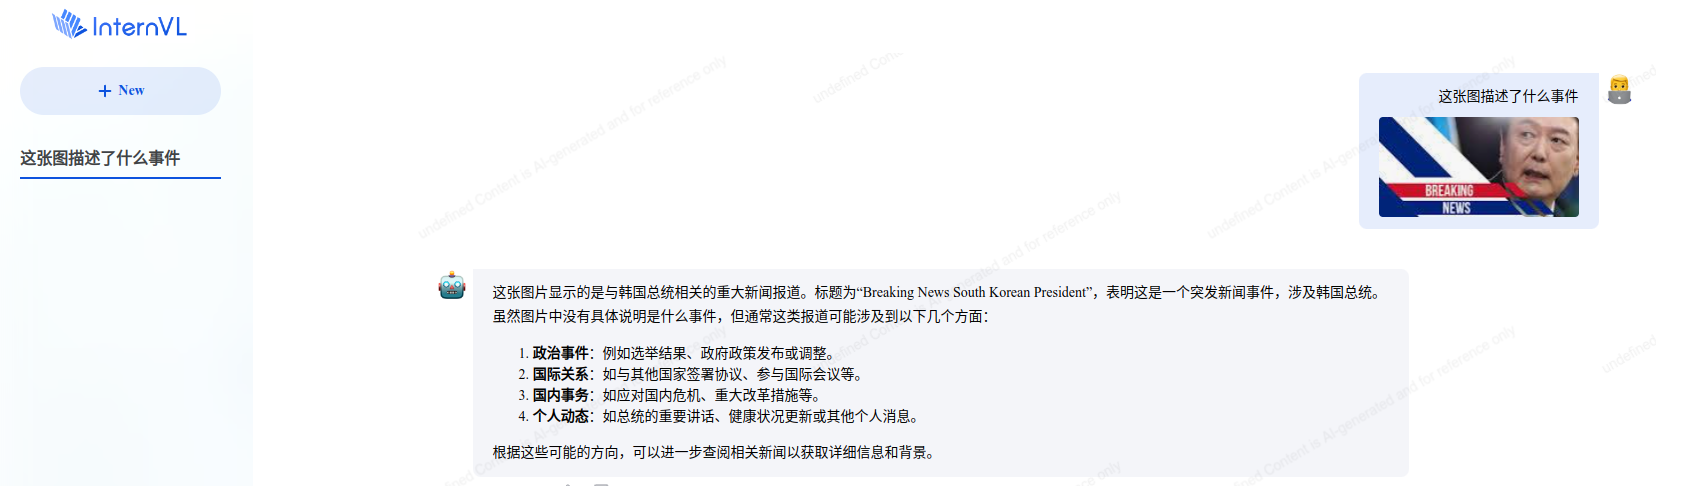 InternVL
+ New
这张图描述了什么事件
这张图描述了什么事件
BREAKING
NEWS
这张图片显示的是与韩国总统相关的重大新闻报道。标题为“Breaking News South Korean President”，表明这是一个突发新闻事件，涉及韩国总统。
虽然图片中没有具体说明是什么事件，但通常这类报道可能涉及到以下几个方面：
1. 政治事件：例如选举结果、政府政策发布或调整。
2. 国际关系：如与其他国家签署协议、参与国际会议等。
3. 国内事务：如应对国内危机、重大改革措施等。
4. 个人动态：如总统的重要讲话、健康状况更新或其他个人消息。
根据这些可能的方向，可以进一步查阅相关新闻以获取详细信息和背景。
undefined Content is AI-generated and for reference only